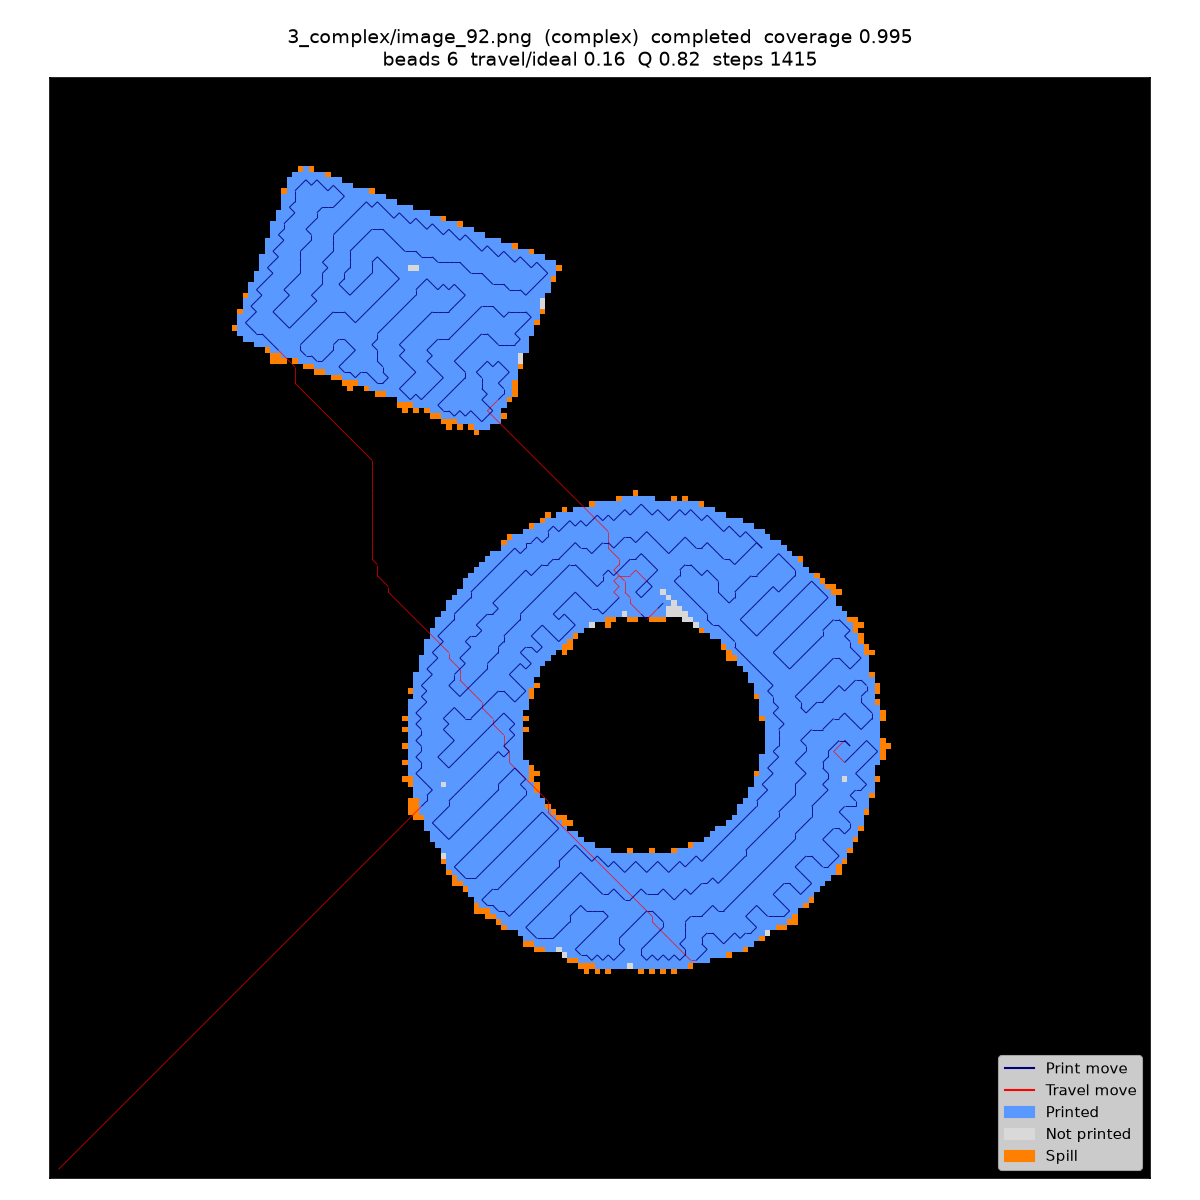 3_complex/image_92.png  (complex)  completed  coverage 0.995
beads 6  travel/ideal 0.16  Q 0.82  steps 1415
Print move
Travel move
Printed
Not printed
Spill